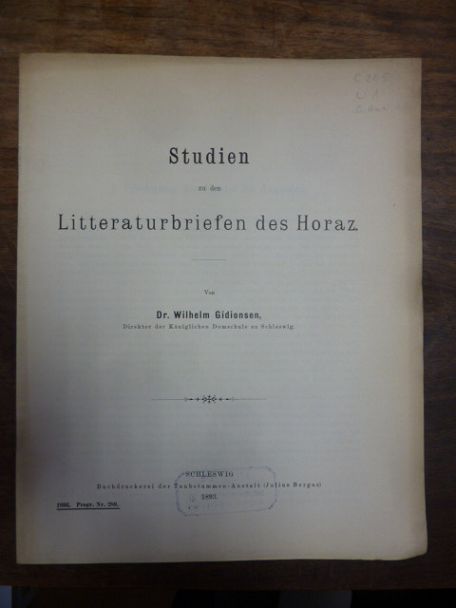 Studien
zu den
Litteraturbriefen des Horaz.
Von
Dr. Wilhelm Gidionsen,
Direktor der Königlichen Domschule zu Schleswig.
SCHLESWIG
Buchdruckerei der Taubstummen-Anstalt (Julius Bergas)
1893.
1893. Progr. Nr.